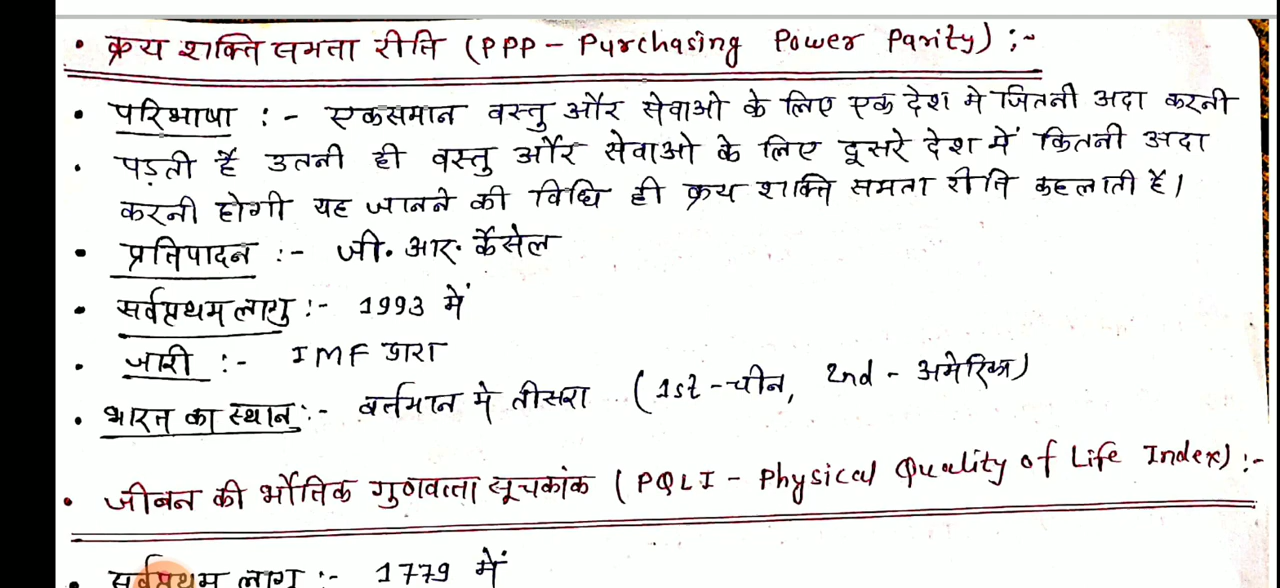 • क्रय शक्ति समता रीति (PPP - Purchasing Power Parity) :-
• परिभाषा :- एकसमान वस्तु और सेवाओ के लिए एक देश मे जितनी अदा करनी
• पड़ती है उतनी ही वस्तु और सेवाओ के लिए दूसरे देश में कितनी अदा
करनी होगी यह जानने की विधि ही क्रय शक्ति समता रीति कहलाती है।
• प्रतिपादन :- जी. आर. कैसेल
• सर्वप्रथम लागु :- 1993 में
• जारी :- IMF द्वारा
• भारत का स्थान :- वर्तमान मे तीसरा (1st - चीन, 2nd - अमेरिका)
• जीवन की भौतिक गुणवत्ता सूचकांक (PQLI - Physical Quality of Life Index) :-
• सर्वप्रथम लागु :- 1779 में